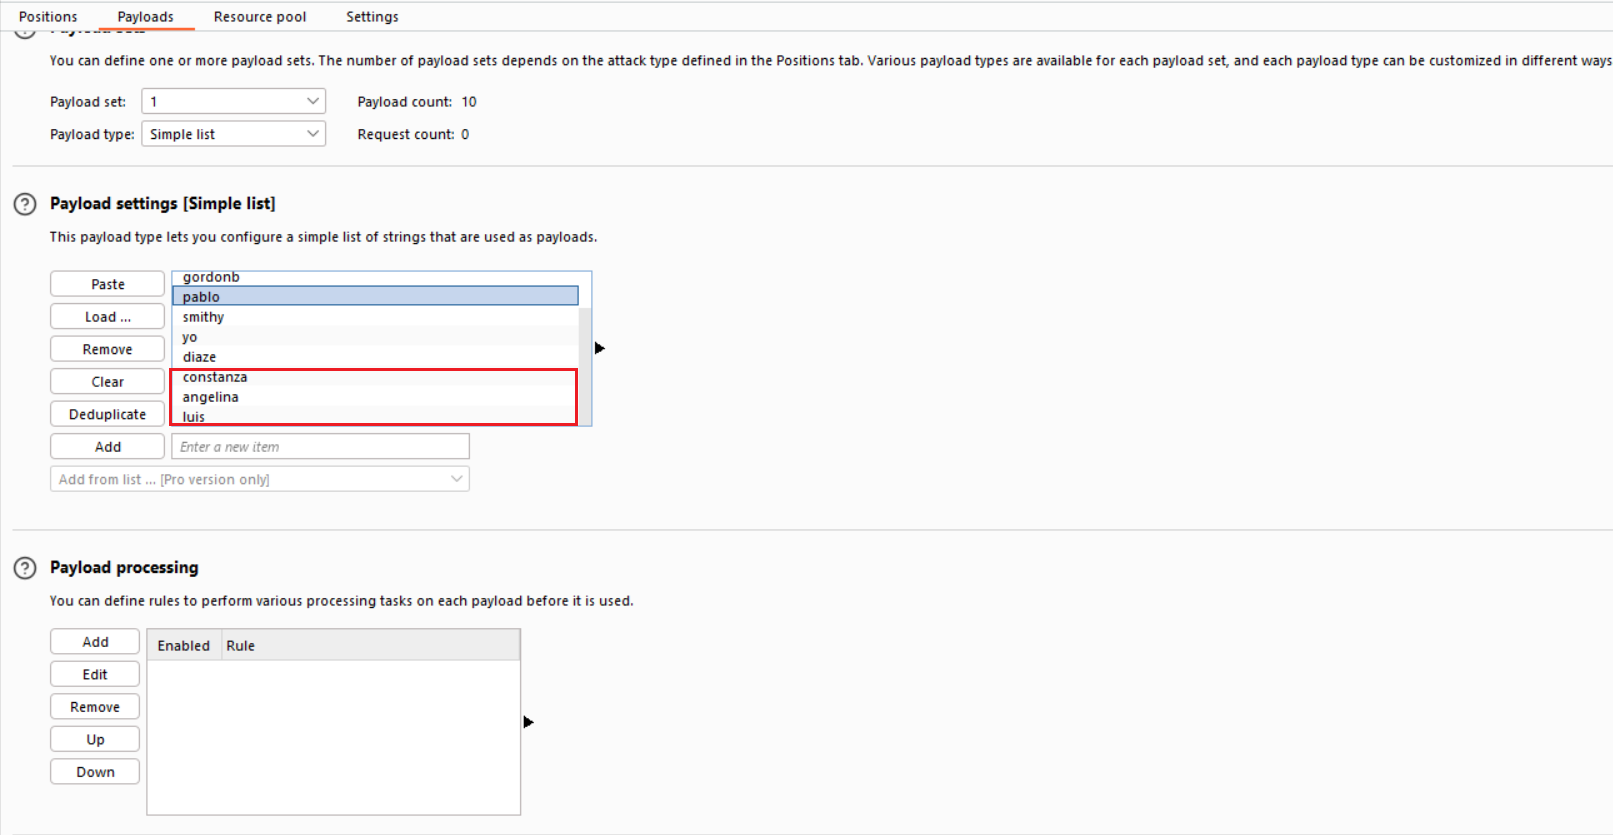 Positions Payloads Resource pool Settings
Payload sets
You can define one or more payload sets. The number of payload sets depends on the attack type defined in the Positions tab. Various payload types are available for each payload set, and each payload type can be customized in different ways
Payload set: 1 Payload count: 10
Payload type: Simple list Request count: 0
Payload settings [Simple list]
This payload type lets you configure a simple list of strings that are used as payloads.
Paste
Load ...
Remove
Clear
Deduplicate
gordonb
pablo
smithy
yo
diaze
constanza
angelina
luis
Add Enter a new item
Add from list ... [Pro version only]
Payload processing
You can define rules to perform various processing tasks on each payload before it is used.
Add
Edit
Remove
Up
Down
Enabled Rule